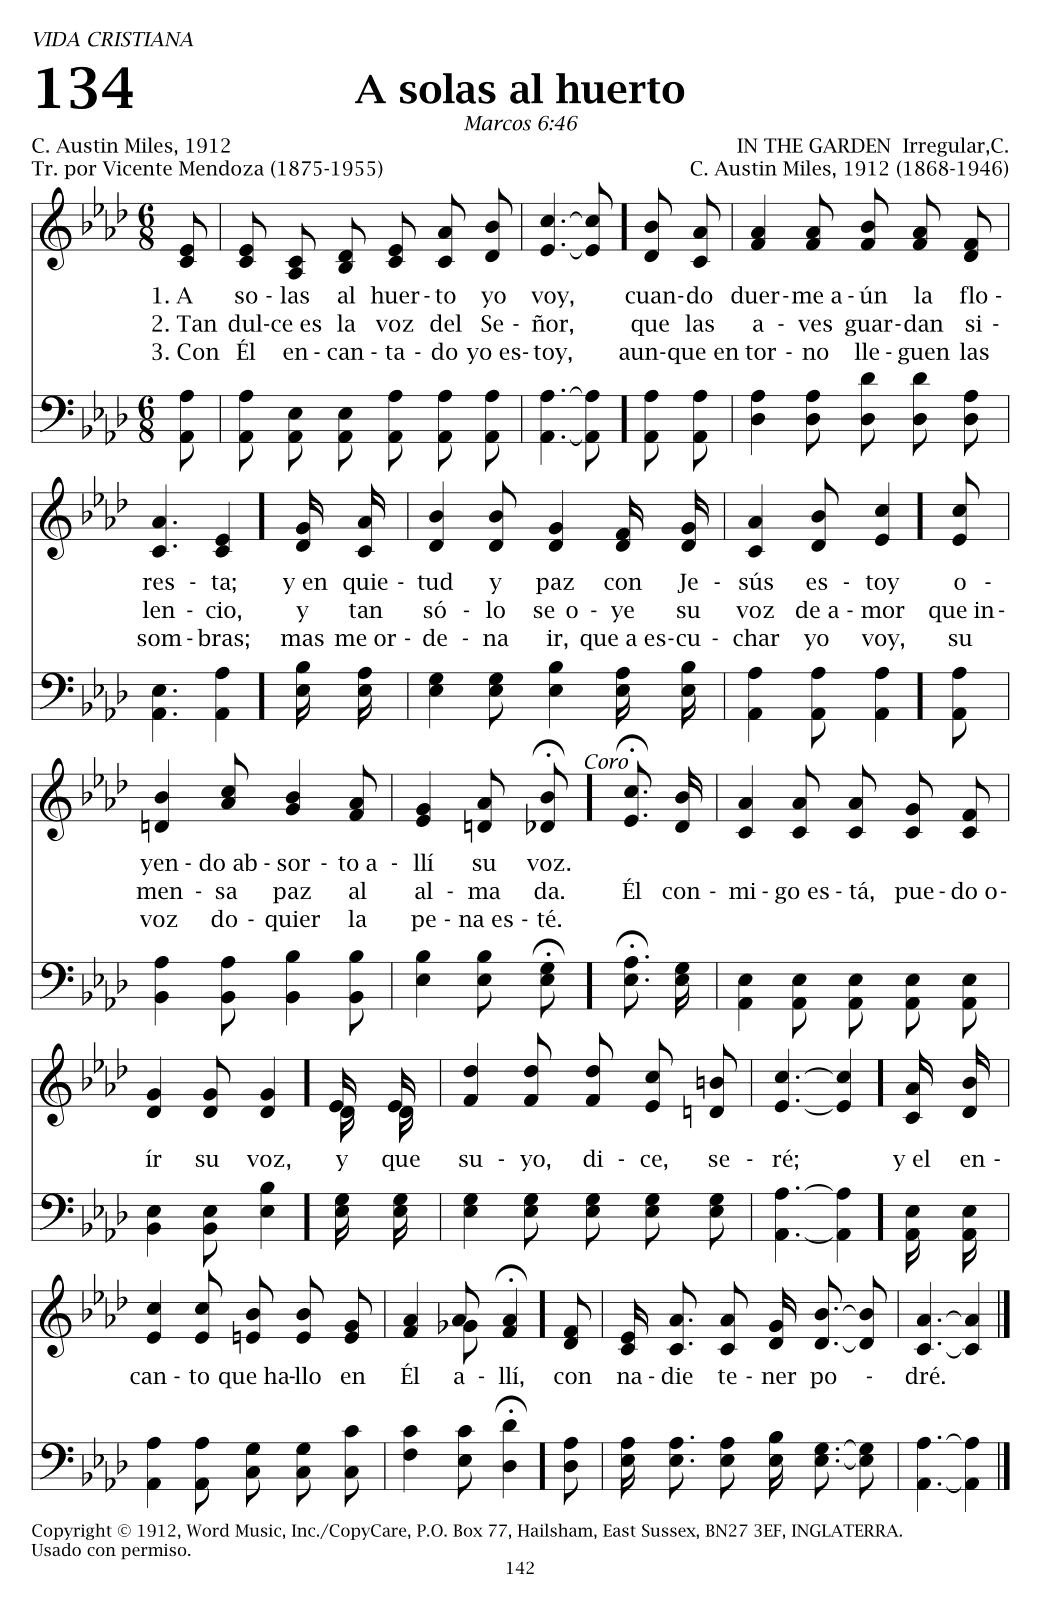 VIDA CRISTIANA
134
A solas al huerto
Marcos 6:46
C. Austin Miles, 1912
IN THE GARDEN Irregular,C.
Tr. por Vicente Mendoza (1875-1955)
C. Austin Miles, 1912 (1868-1946)
6 8
1. A so - las al huer - to yo voy, cuan - do duer - me a - ún la flo -
2. Tan dul - ce es la voz del Se - ñor, que las a - ves guar - dan si -
3. Con Él en - can - ta - do yo es - toy, aun - que en tor - no lle - guen las
6 8
res - ta; y en quie - tud y paz con Je - sús es - toy o -
len - cio, y tan só - lo se o - ye su voz de a - mor que in -
som - bras; mas me or - de - na ir, que a es - cu - char yo voy, su
Coro
yen - do ab - sor - to a - llí su voz.
men - sa paz al al - ma da. Él con - mi - go es - tá, pue - do o -
voz do - quier la pe - na es - té.
ír su voz, y que su - yo, di - ce, se - ré; y el en -
can - to que ha - llo en Él a - llí, con na - die te - ner po - dré.
Copyright © 1912, Word Music, Inc./CopyCare, P.O. Box 77, Hailsham, East Sussex, BN27 3EF, INGLATERRA.
Usado con permiso.
142